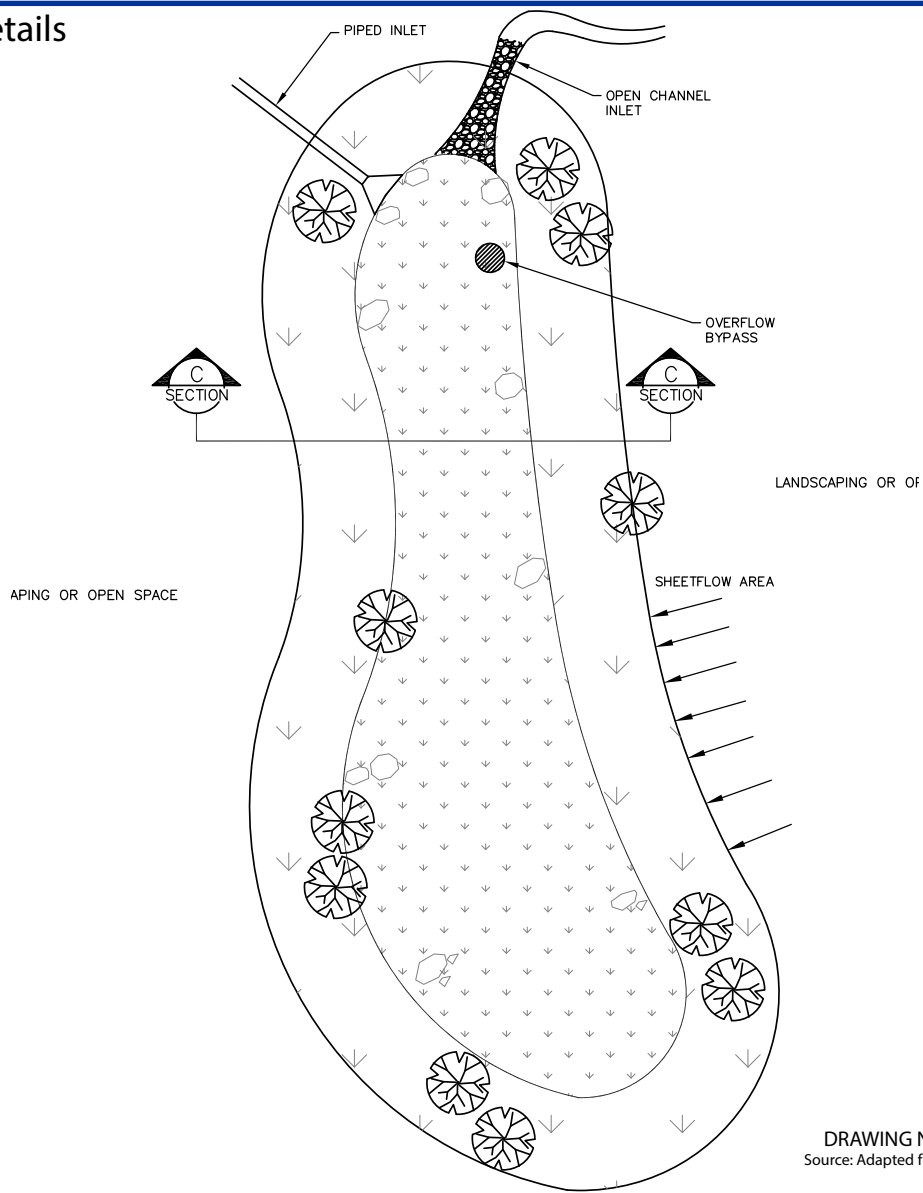 etails
PIPED INLET
OPEN CHANNEL
INLET
OVERFLOW
BYPASS
C
SECTION
C
SECTION
LANDSCAPING OR
SHEETFLOW AREA
APING OR OPEN SPACE
DRAWING
Source: Adapted